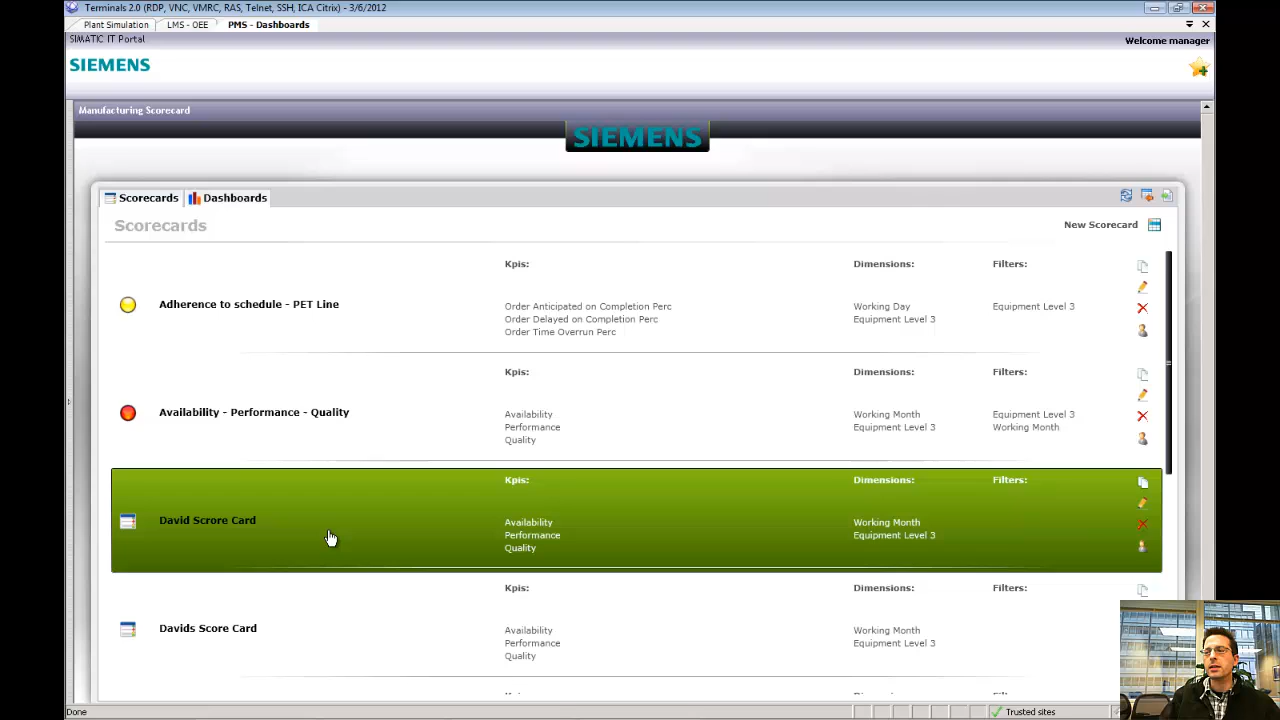 Terminals 2.0 (RDP, VNC, VMRC, RAS, Telnet, SSH, ICA Citrix) - 3/6/2012
Plant Simulation LMS - OEE PMS - Dashboards
SIMATIC IT Portal
Welcome manager
SIEMENS
Manufacturing Scorecard
SIEMENS
Scorecards Dashboards
Scorecards
New Scorecard
Kpis: Dimensions: Filters:
Adherence to schedule - PET Line
Order Anticipated on Completion Perc Working Day Equipment Level 3
Order Delayed on Completion Perc Equipment Level 3
Order Time Overrun Perc
Kpis: Dimensions: Filters:
Availability - Performance - Quality
Availability Working Month Equipment Level 3
Performance Equipment Level 3 Working Month
Quality
Kpis: Dimensions: Filters:
David Scrore Card
Availability Working Month
Performance Equipment Level 3
Quality
Kpis: Dimensions: Filters:
Davids Score Card
Availability Working Month
Performance Equipment Level 3
Quality
Done Trusted sites